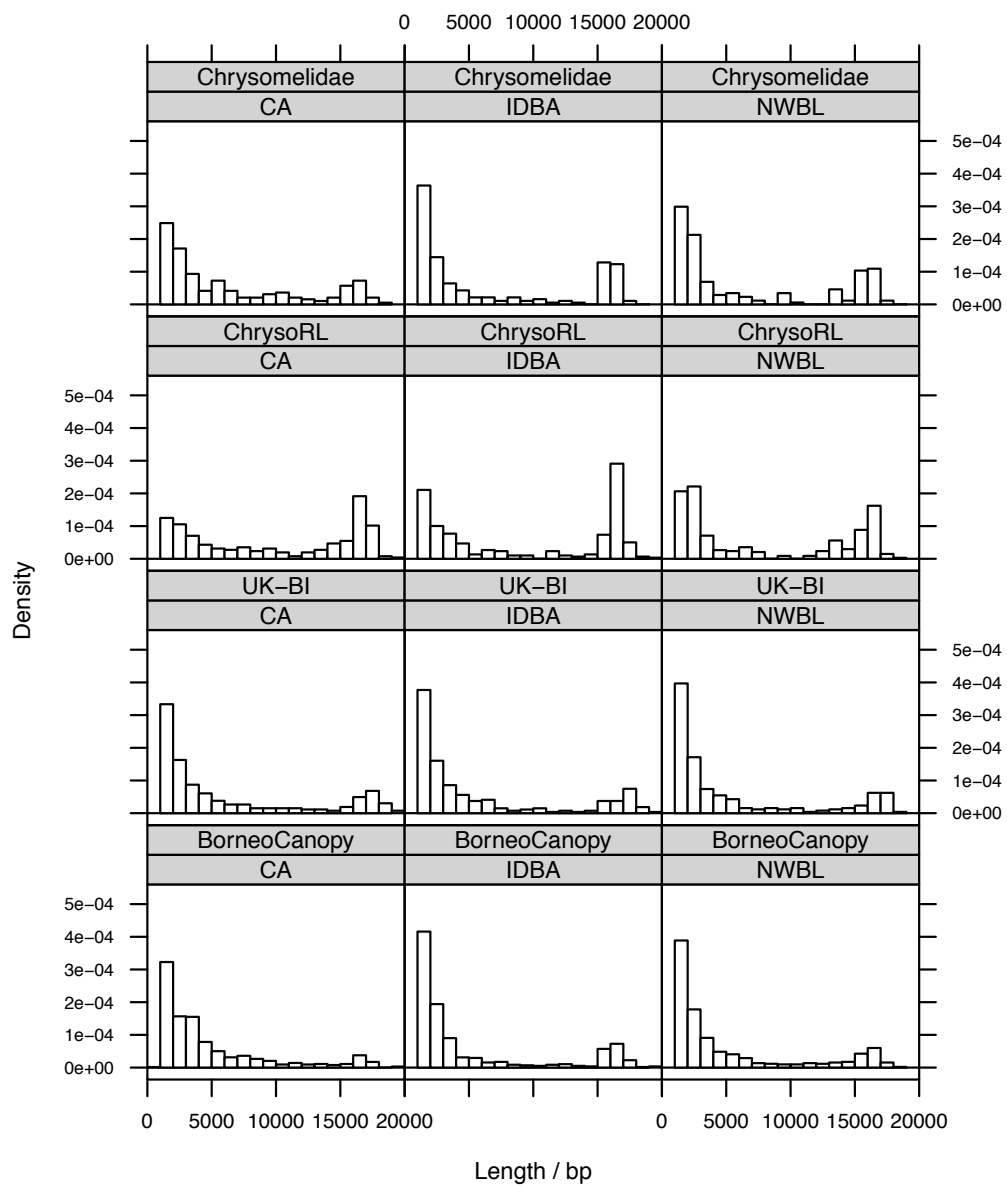 0 5000 10000 15000 20000
Chrysomelidae Chrysomelidae Chrysomelidae
CA IDBA NWBL
5e−04
4e−04
3e−04
2e−04
1e−04
0e+00
ChrysoRL ChrysoRL ChrysoRL
CA IDBA NWBL
5e−04
4e−04
3e−04
2e−04
1e−04
0e+00
Density
UK−BI UK−BI UK−BI
CA IDBA NWBL
5e−04
4e−04
3e−04
2e−04
1e−04
0e+00
BorneoCanopy BorneoCanopy BorneoCanopy
CA IDBA NWBL
5e−04
4e−04
3e−04
2e−04
1e−04
0e+00
0 5000 10000 15000 20000 0 5000 10000 15000 20000
Length / bp